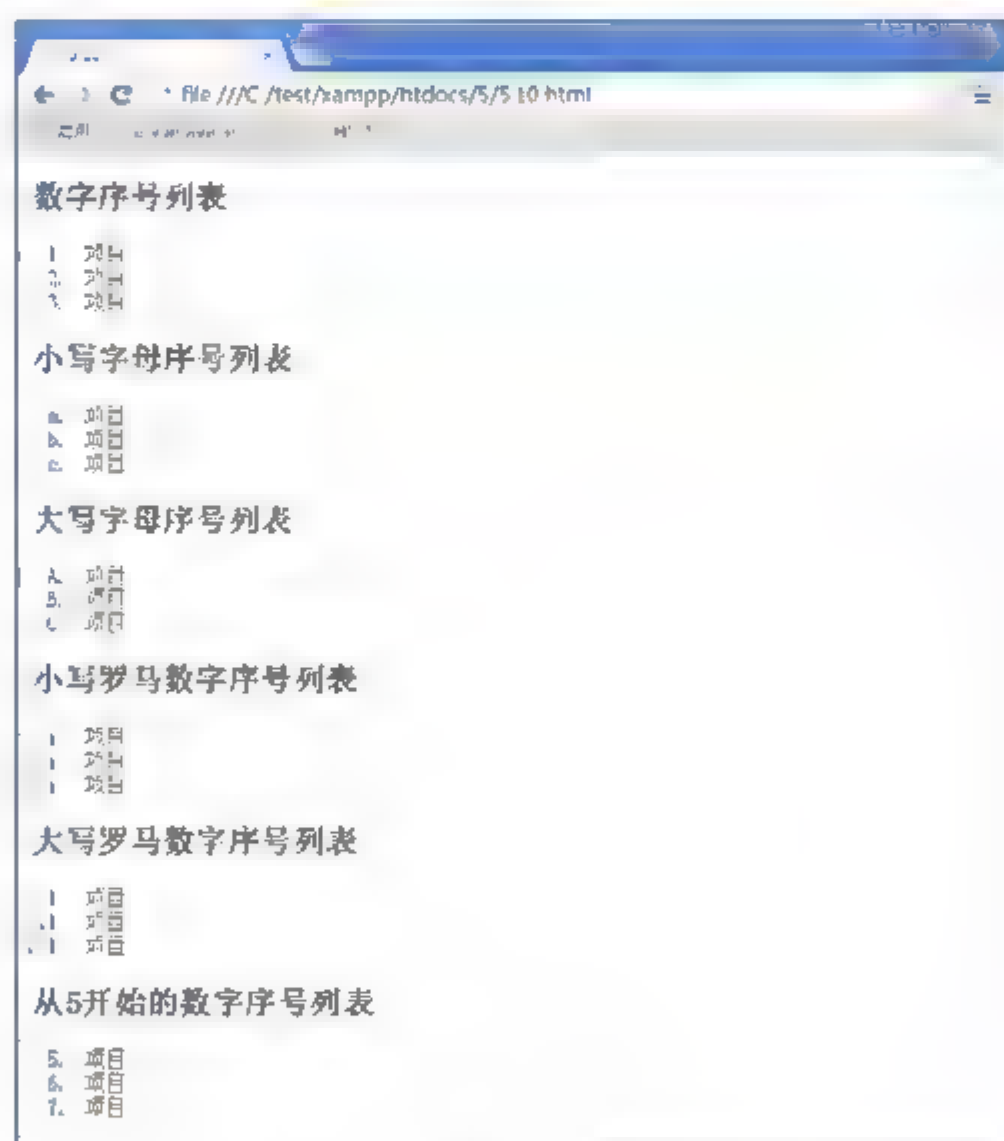 file:///C:/test/xampp/htdocs/5/5.10.html
应用
数字序号列表
1. 项目
2. 项目
3. 项目
小写字母序号列表
a. 项目
b. 项目
c. 项目
大写字母序号列表
A. 项目
B. 项目
C. 项目
小写罗马数字序号列表
项目
项目
项目
大写罗马数字序号列表
项目
项目
项目
从5开始的数字序号列表
5. 项目
6. 项目
7. 项目